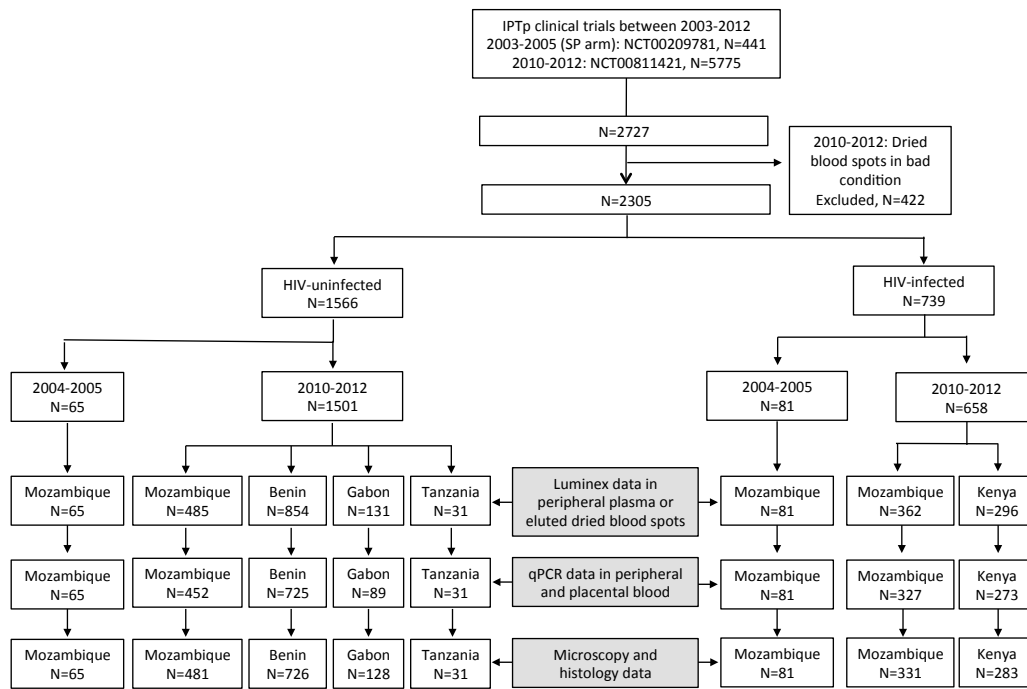 IPTp clinical trials between 2003-2012
2003-2005 (SP arm): NCT00209781, N=441
2010-2012: NCT00811421, N=5775
N=2727
2010-2012: Dried
blood spots in bad
condition
Excluded, N=422
N=2305
HIV-uninfected
N=1566
HIV-infected
N=739
2004-2005
N=65
2010-2012
N=1501
2004-2005
N=81
2010-2012
N=658
Mozambique
N=65
Mozambique
N=485
Benin
N=854
Gabon
N=131
Tanzania
N=31
Luminex data in
peripheral plasma or
eluted dried blood spots
Mozambique
N=81
Mozambique
N=362
Kenya
N=296
Mozambique
N=65
Mozambique
N=452
Benin
N=725
Gabon
N=89
Tanzania
N=31
qPCR data in peripheral
and placental blood
Mozambique
N=81
Mozambique
N=327
Kenya
N=273
Mozambique
N=65
Mozambique
N=481
Benin
N=726
Gabon
N=128
Tanzania
N=31
Microscopy and
histology data
Mozambique
N=81
Mozambique
N=331
Kenya
N=283